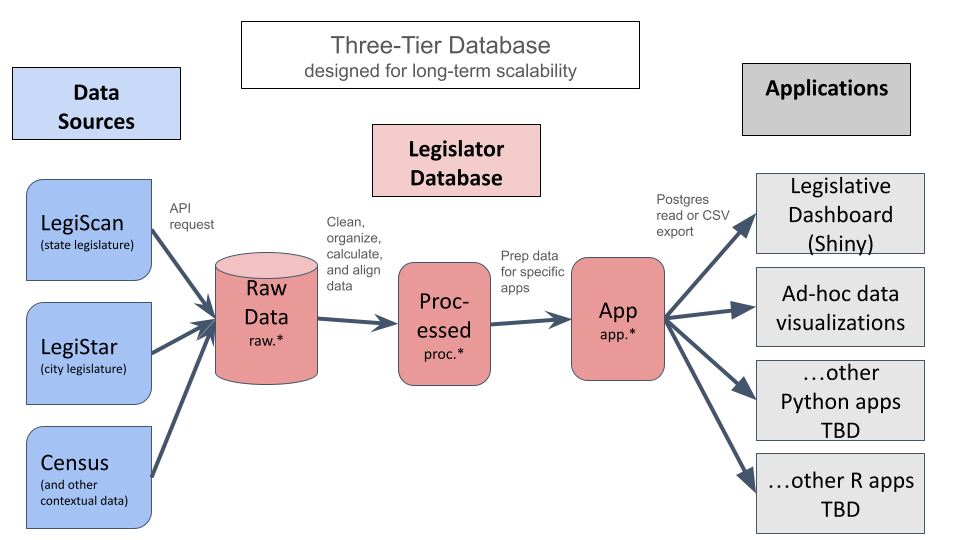 Three-Tier Database
designed for long-term scalability
Data
Sources
Applications
Legislator
Database
LegiScan
(state legislature)
LegiStar
(city legislature)
Census
(and other
contextual data)
API
request
Raw
Data
raw.*
Clean,
organize,
calculate,
and align
data
Proc-
essed
proc.*
Prep data
for specific
apps
App
app.*
Postgres
read or CSV
export
Legislative
Dashboard
(Shiny)
Ad-hoc data
visualizations
…other
Python apps
TBD
…other R apps
TBD